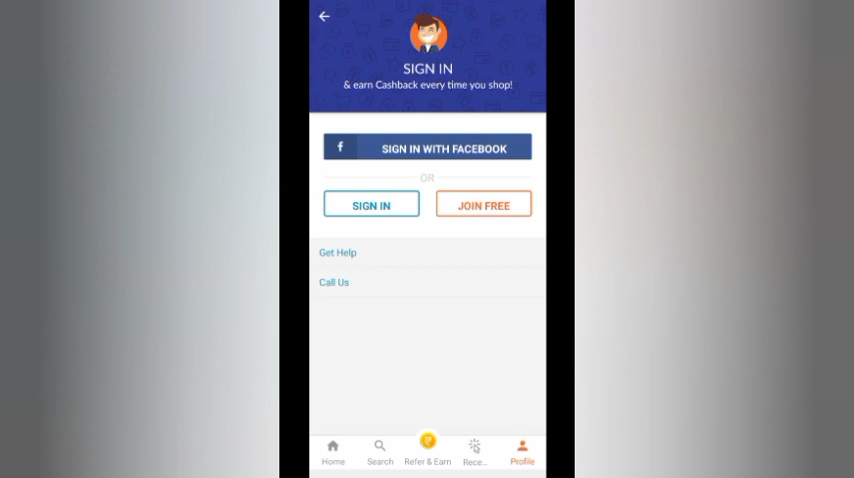 SIGN IN
& earn Cashback every time you shop!
f SIGN IN WITH FACEBOOK
OR
SIGN IN JOIN FREE
Get Help
Call Us
₹
Home Search Refer & Earn Rece... Profile